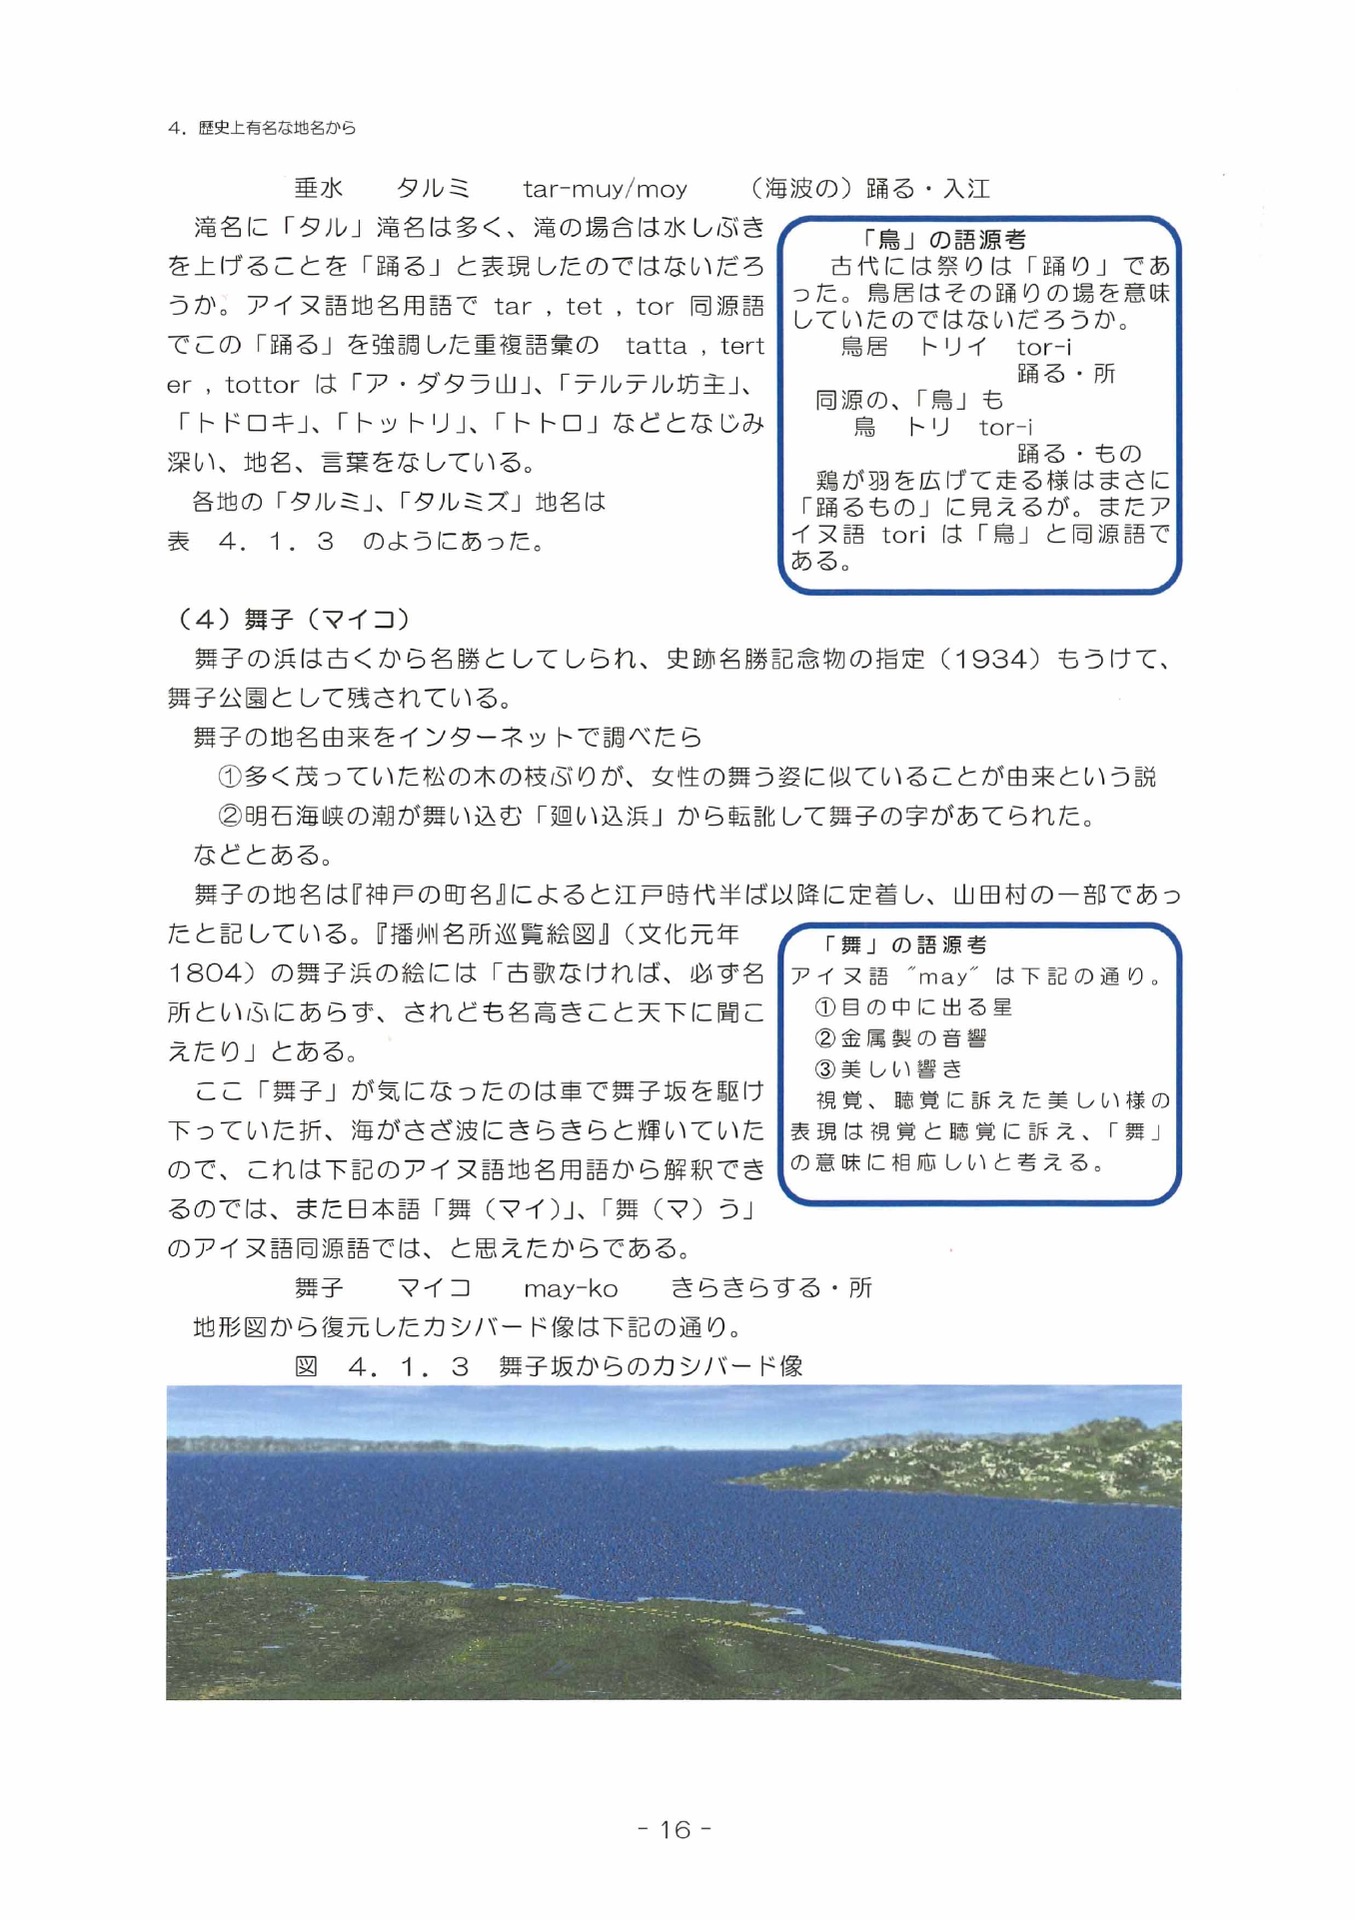 4．歴史上有名な地名から
垂水　　タルミ　　tar-muy/moy　　（海波の）踊る・入江
滝名に「タル」滝名は多く、滝の場合は水しぶき
を上げることを「踊る」と表現したのではないだろ
うか。アイヌ語地名用語で tar , tet , tor 同源語
でこの「踊る」を強調した重複語彙の　tatta , tert
er , tottor は「ア・ダタラ山」、「テルテル坊主」、
「トドロキ」、「トットリ」、「トトロ」などとなじみ
深い、地名、言葉をなしている。
各地の「タルミ」、「タルミズ」地名は
表　4．1．3　のようにあった。
「鳥」の語源考
古代には祭りは「踊り」であ
った。鳥居はその踊りの場を意味
していたのではないだろうか。
鳥居　トリイ　tor-i
踊る・所
同源の、「鳥」も
鳥　トリ　tor-i
踊る・もの
鶏が羽を広げて走る様はまさに
「踊るもの」に見えるが。またア
イヌ語 tori は「鳥」と同源語で
ある。
（4）舞子（マイコ）
舞子の浜は古くから名勝としてしられ、史跡名勝記念物の指定（1934）もうけて、
舞子公園として残されている。
舞子の地名由来をインターネットで調べたら
①多く茂っていた松の木の枝ぶりが、女性の舞う姿に似ていることが由来という説
②明石海峡の潮が舞い込む「廻い込浜」から転訛して舞子の字があてられた。
などとある。
舞子の地名は『神戸の町名』によると江戸時代半ば以降に定着し、山田村の一部であっ
たと記している。『播州名所巡覧絵図』（文化元年
1804）の舞子浜の絵には「古歌なければ、必ず名
所といふにあらず、されども名高きこと天下に聞こ
えたり」とある。
ここ「舞子」が気になったのは車で舞子坂を駆け
下っていた折、海がさざ波にきらきらと輝いていた
ので、これは下記のアイヌ語地名用語から解釈でき
るのでは、また日本語「舞（マイ）」、「舞（マ）う」
のアイヌ語同源語では、と思えたからである。
「舞」の語源考
アイヌ語 ″may″ は下記の通り。
①目の中に出る星
②金属製の音響
③美しい響き
視覚、聴覚に訴えた美しい様の
表現は視覚と聴覚に訴え、「舞」
の意味に相応しいと考える。
舞子　　マイコ　　may-ko　　きらきらする・所
地形図から復元したカシバード像は下記の通り。
図　4．1．3　舞子坂からのカシバード像
- 16 -